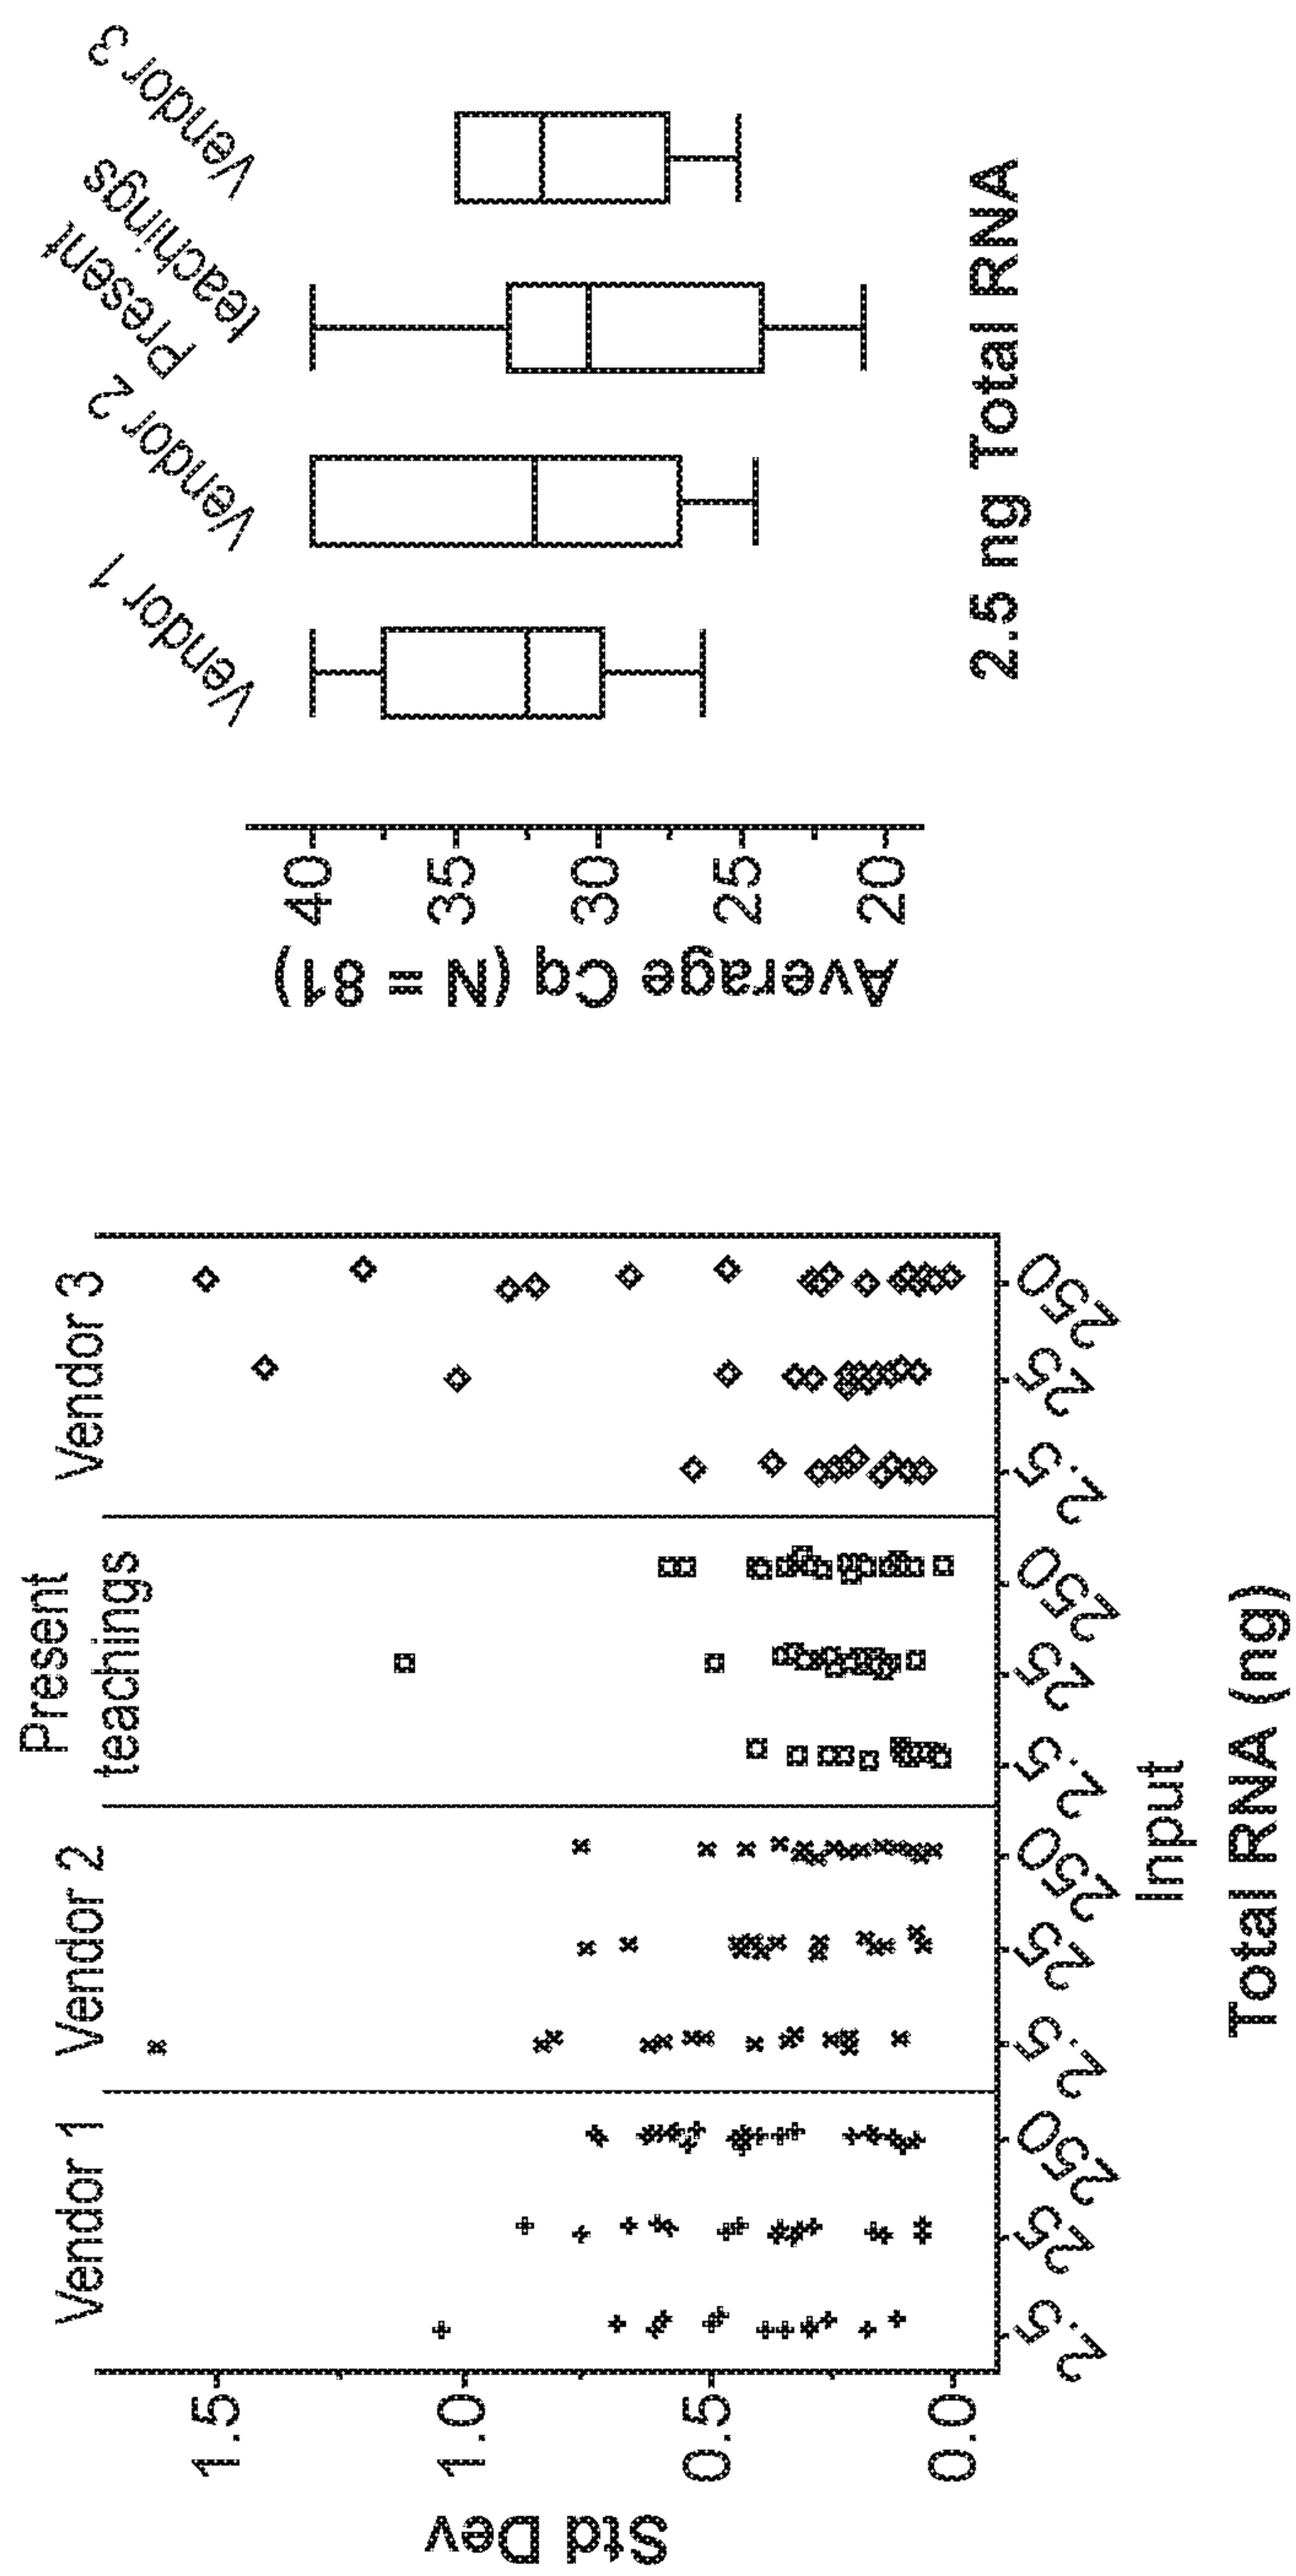 Vendor 1
Vendor 2
Present
teachings
Vendor 3
Std Dev
1.5
1.0
0.5
0.0
2.5
25
250
2.5
25
250
2.5
25
250
2.5
25
250
Input
Total RNA (ng)
Vendor 1
Vendor 2
Present
teachings
Vendor 3
Average Cq (N = 81)
40
35
30
25
20
2.5 ng Total RNA